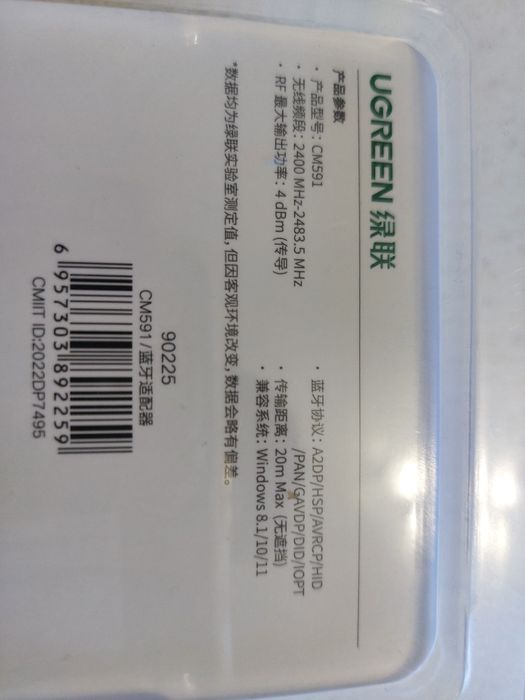 UGREEN 绿联
产品参数
· 产品型号：CM591
· 无线频段：2400 MHz-2483.5 MHz
· RF 最大输出功率：4 dBm (传导)
· 蓝牙协议：A2DP/HSP/AVRCP/HID
/PAN/GAVDP/DID/IOPT
· 传输距离：20m Max (无遮挡)
· 兼容系统：Windows 8.1/10/11
*数据均为绿联实验室测定值，但因客观环境改变，数据会略有偏差。
90225
CM591/蓝牙适配器
6 957303 892259
CMIIT ID:2022DP7495